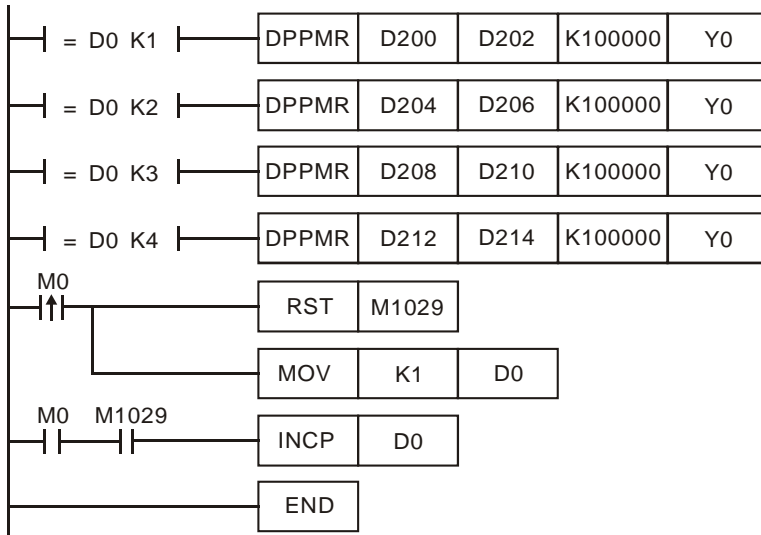 = D0 K1 DPPMR D200 D202 K100000 Y0
= D0 K2 DPPMR D204 D206 K100000 Y0
= D0 K3 DPPMR D208 D210 K100000 Y0
= D0 K4 DPPMR D212 D214 K100000 Y0
M0
RST M1029
MOV K1 D0
M0 M1029
INCP D0
END